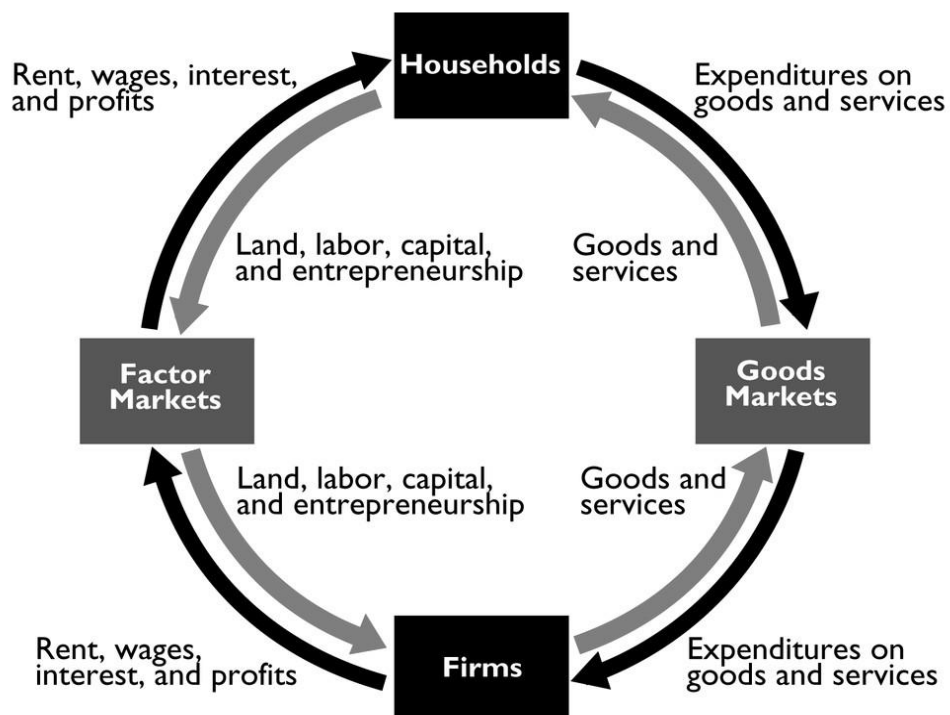 Households
Rent, wages, interest,
and profits
Expenditures on
goods and services
Land, labor, capital,
and entrepreneurship
Goods and
services
Factor
Markets
Goods
Markets
Land, labor, capital,
and entrepreneurship
Goods and
services
Rent, wages,
interest, and profits
Firms
Expenditures on
goods and services